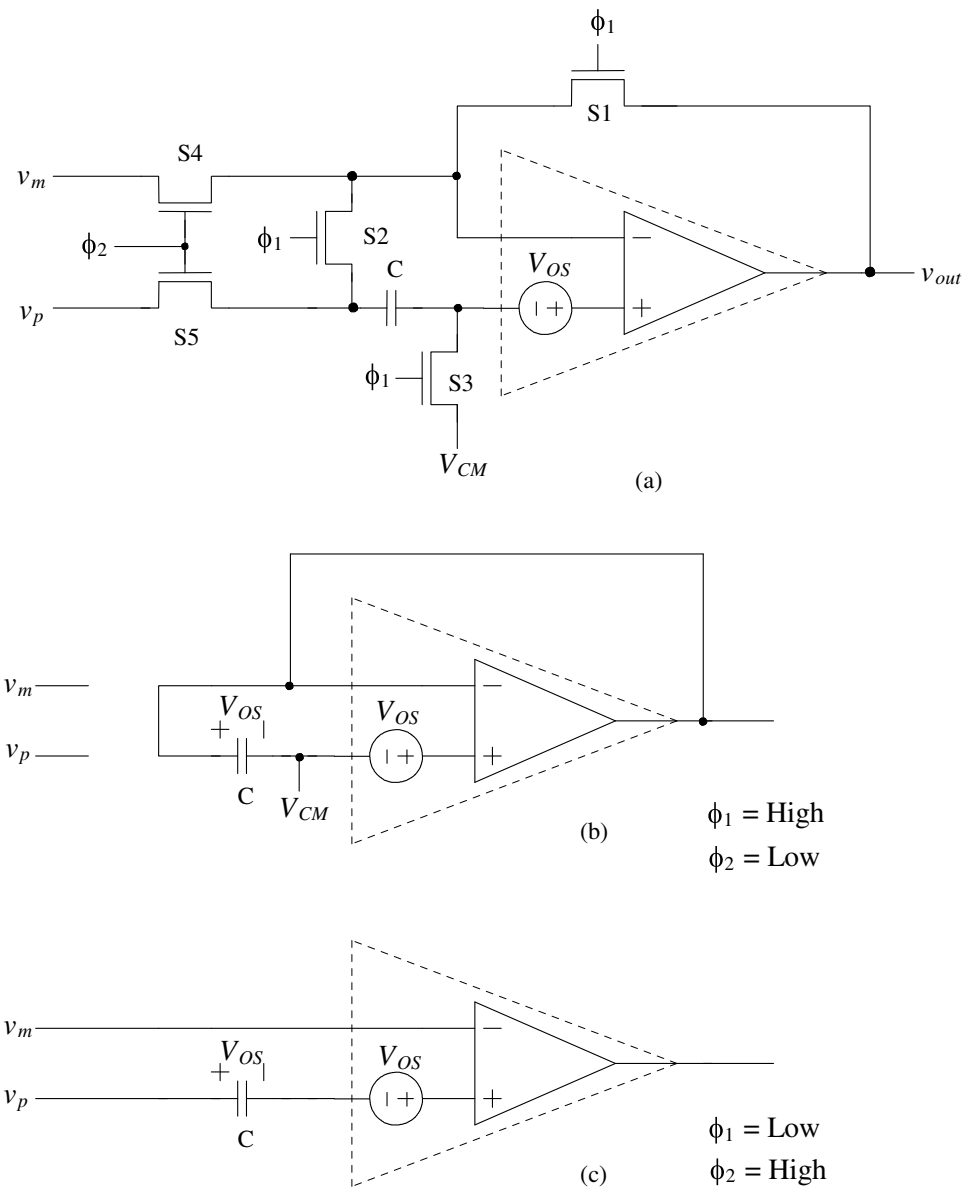 ϕ1
S1
S4
vm
ϕ2
ϕ1
S2
C
VOS
−
+
vp
S5
− +
vout
ϕ1
S3
VCM
(a)
vm
VOS
+ −
VOS
−
vp
− +
+
C
VCM
(b)
ϕ1 = High
ϕ2 = Low
vm
VOS
+ −
VOS
−
vp
− +
+
C
(c)
ϕ1 = Low
ϕ2 = High